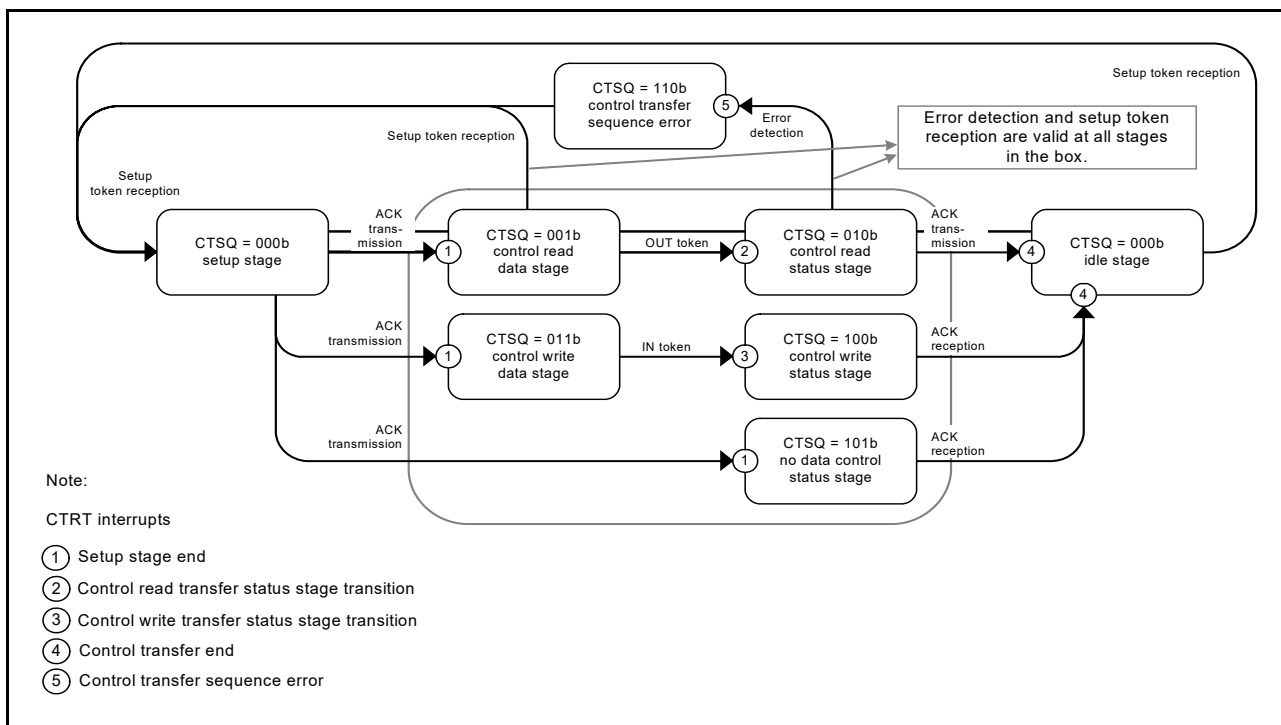 Setup token reception
CTSQ = 110b
control transfer
sequence error
5
Error
detection
Setup token reception
Error detection and setup token
reception are valid at all stages
in the box.
Setup
token reception
CTSQ = 000b
setup stage
ACK
trans-
mission
1
CTSQ = 001b
control read
data stage
OUT token
2
CTSQ = 010b
control read
status stage
ACK
trans-
mission
4
CTSQ = 000b
idle stage
4
ACK
transmission
1
CTSQ = 011b
control write
data stage
IN token
3
CTSQ = 100b
control write
status stage
ACK
reception
ACK
transmission
1
CTSQ = 101b
no data control
status stage
ACK
reception
Note:
CTRT interrupts
1 Setup stage end
2 Control read transfer status stage transition
3 Control write transfer status stage transition
4 Control transfer end
5 Control transfer sequence error